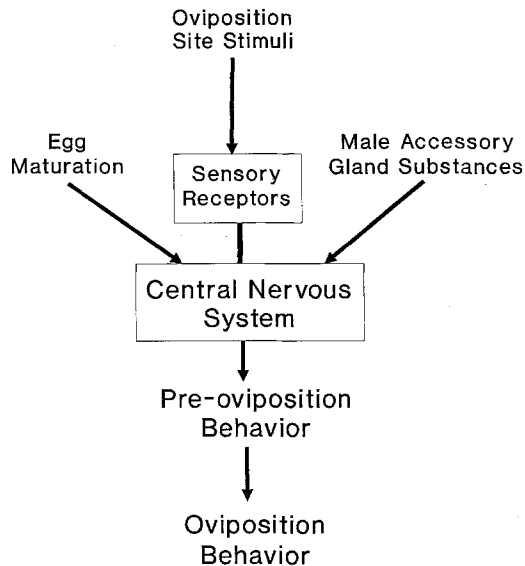 Oviposition
Site Stimuli
Egg
Maturation
Sensory
Receptors
Male Accessory
Gland Substances
Central Nervous
System
Pre-oviposition
Behavior
Oviposition
Behavior